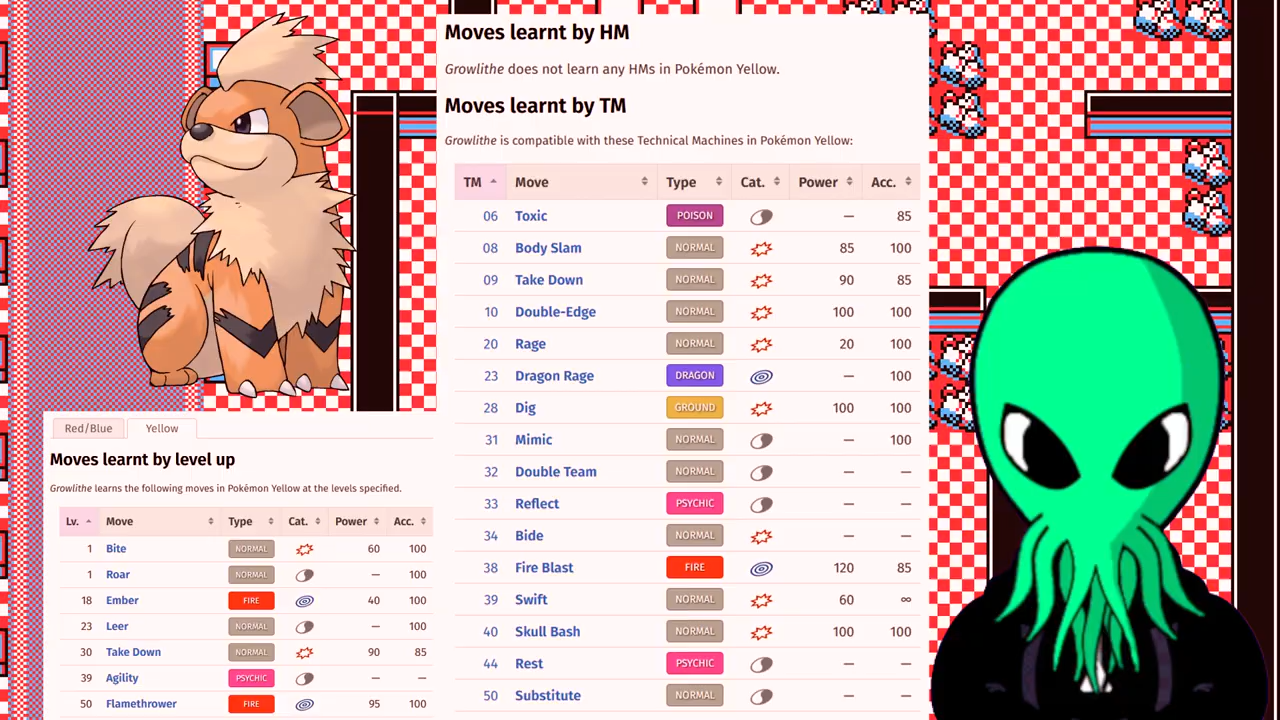 Moves learnt by HM
Growlithe does not learn any HMs in Pokémon Yellow.
Moves learnt by TM
Growlithe is compatible with these Technical Machines in Pokémon Yellow:
TM Move Type Cat. Power Acc.
06 Toxic POISON — 85
08 Body Slam NORMAL 85 100
09 Take Down NORMAL 90 85
10 Double-Edge NORMAL 100 100
20 Rage NORMAL 20 100
23 Dragon Rage DRAGON — 100
28 Dig GROUND 100 100
31 Mimic NORMAL — 100
32 Double Team NORMAL — —
33 Reflect PSYCHIC — —
34 Bide NORMAL — —
38 Fire Blast FIRE 120 85
39 Swift NORMAL 60 ∞
40 Skull Bash NORMAL 100 100
44 Rest PSYCHIC — —
50 Substitute NORMAL — —
Red/Blue Yellow
Moves learnt by level up
Growlithe learns the following moves in Pokémon Yellow at the levels specified.
Lv. Move Type Cat. Power Acc.
1 Bite NORMAL 60 100
1 Roar NORMAL — 100
18 Ember FIRE 40 100
23 Leer NORMAL — 100
30 Take Down NORMAL 90 85
39 Agility PSYCHIC — —
50 Flamethrower FIRE 95 100